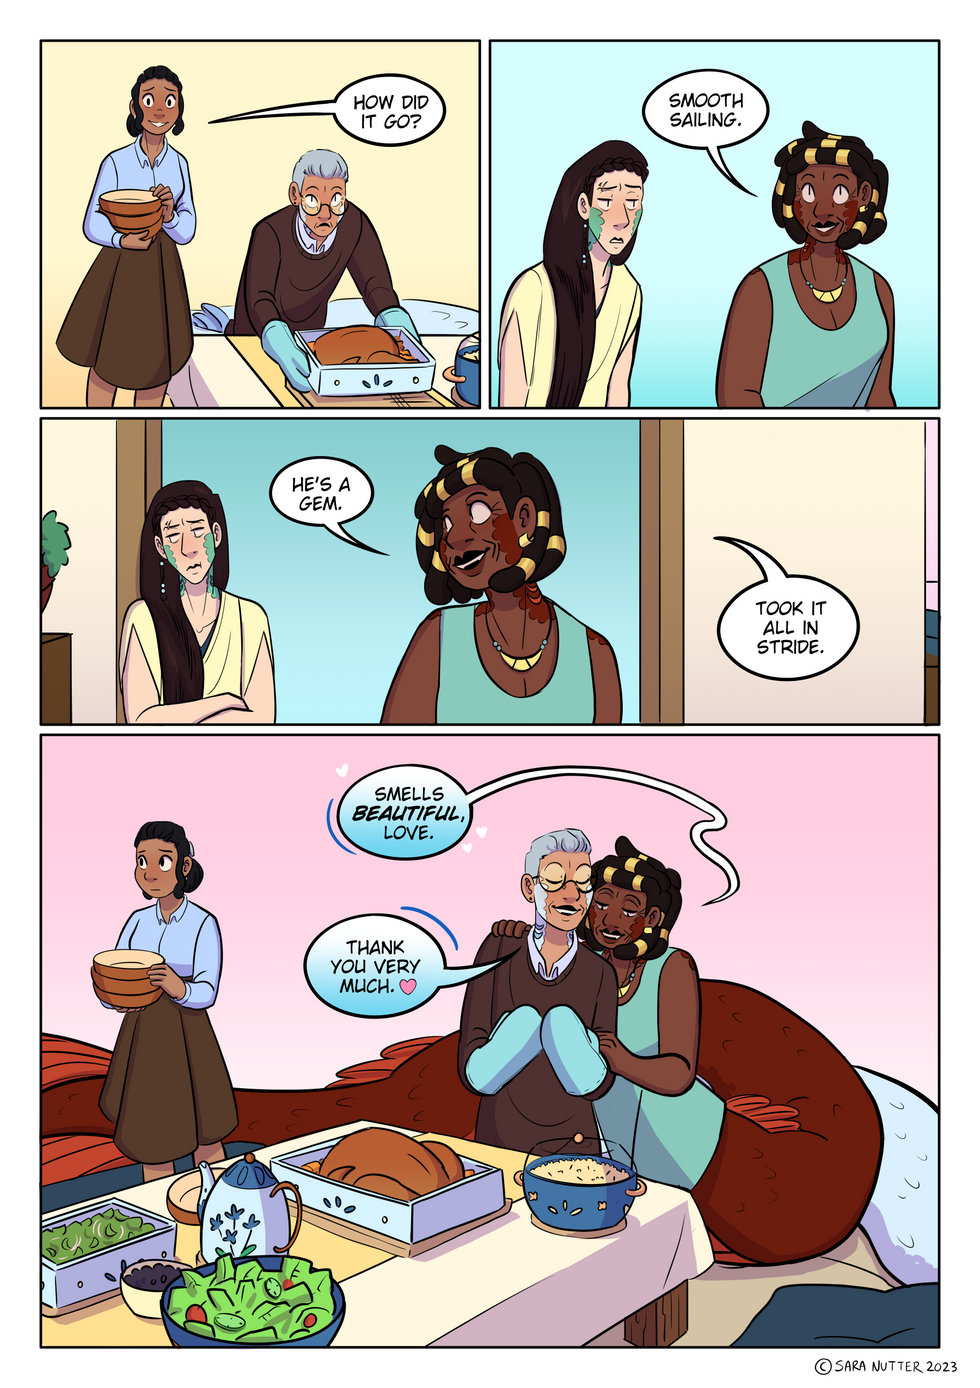 HOW DID
IT GO?
SMOOTH
SAILING.
HE'S A
GEM.
TOOK IT
ALL IN
STRIDE.
SMELLS
BEAUTIFUL,
LOVE.
THANK
YOU VERY
MUCH.
© SARA NUTTER 2023